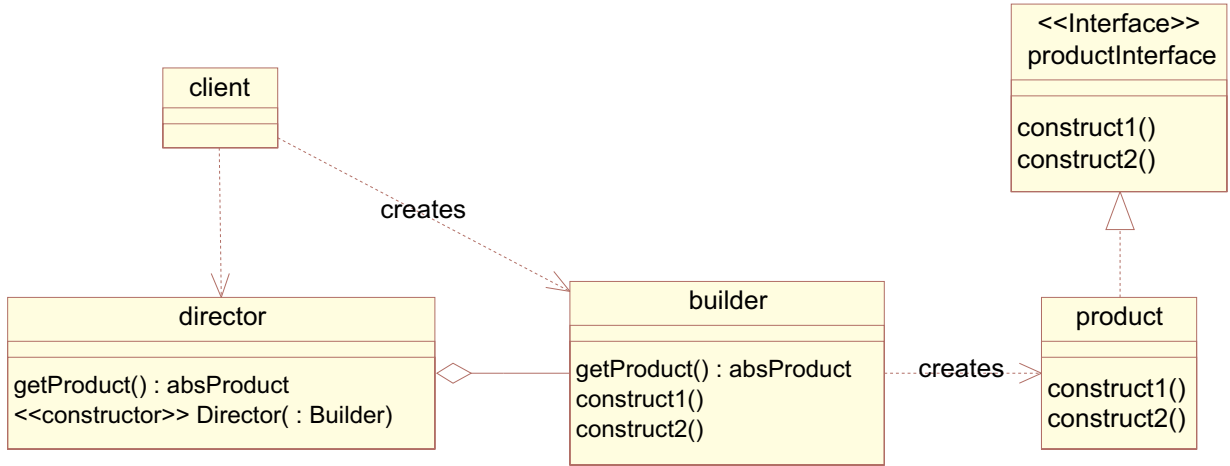 <<Interface>>
productInterface
construct1()
construct2()
client
creates
director
getProduct() : absProduct
<<constructor>> Director( : Builder)
builder
getProduct() : absProduct
construct1()
construct2()
creates
product
construct1()
construct2()